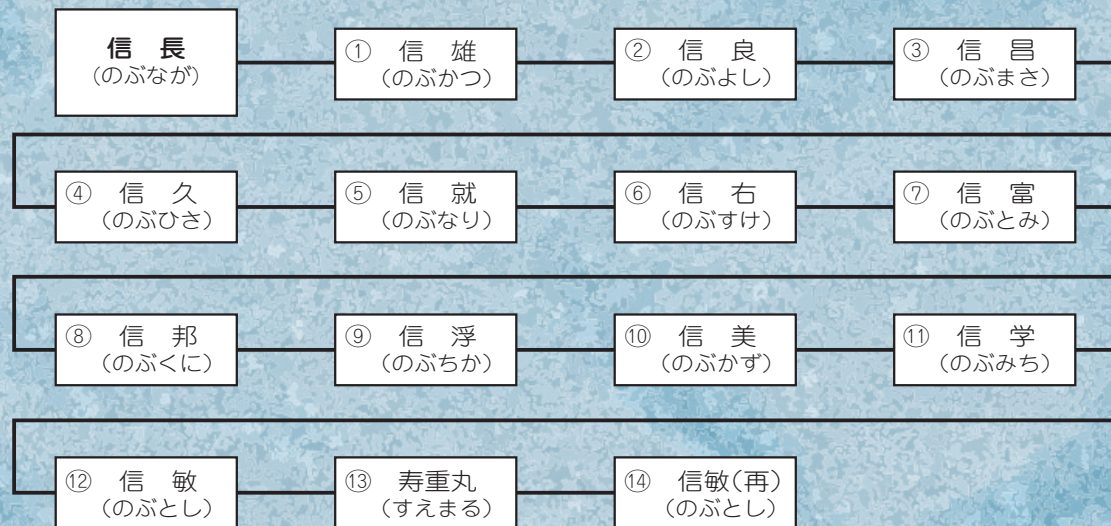 信 長
(のぶなが)
① 信 雄
(のぶかつ)
② 信 良
(のぶよし)
③ 信 昌
(のぶまさ)
④ 信 久
(のぶひさ)
⑤ 信 就
(のぶなり)
⑥ 信 右
(のぶすけ)
⑦ 信 富
(のぶとみ)
⑧ 信 邦
(のぶくに)
⑨ 信 浮
(のぶちか)
⑩ 信 美
(のぶかず)
⑪ 信 学
(のぶみち)
⑫ 信 敏
(のぶとし)
⑬ 寿重丸
(すえまる)
⑭ 信敏(再)
(のぶとし)